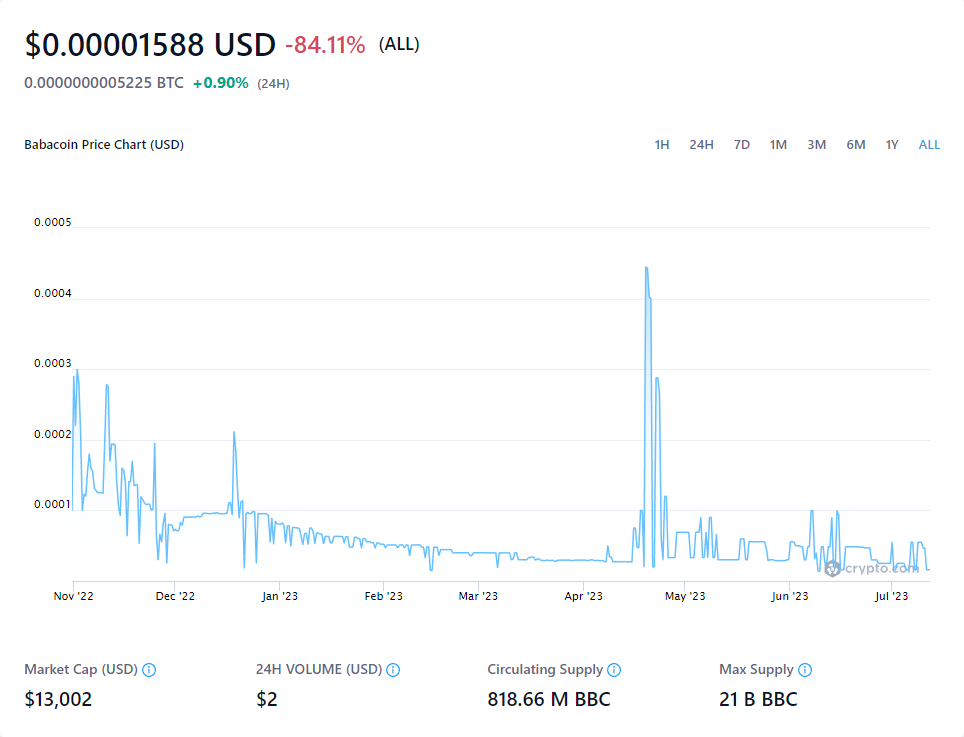 $0.00001588 USD -84.11% (ALL)
0.0000000005225 BTC +0.90% (24H)
Babacoin Price Chart (USD) 1H 24H 7D 1M 3M 6M 1Y ALL
0.0005
0.0004
0.0003
0.0002
0.0001
crypto.com
Nov '22 Dec '22 Jan '23 Feb '23 Mar '23 Apr '23 May '23 Jun '23 Jul '23
Market Cap (USD) 24H VOLUME (USD) Circulating Supply Max Supply
$13,002 $2 818.66 M BBC 21 B BBC